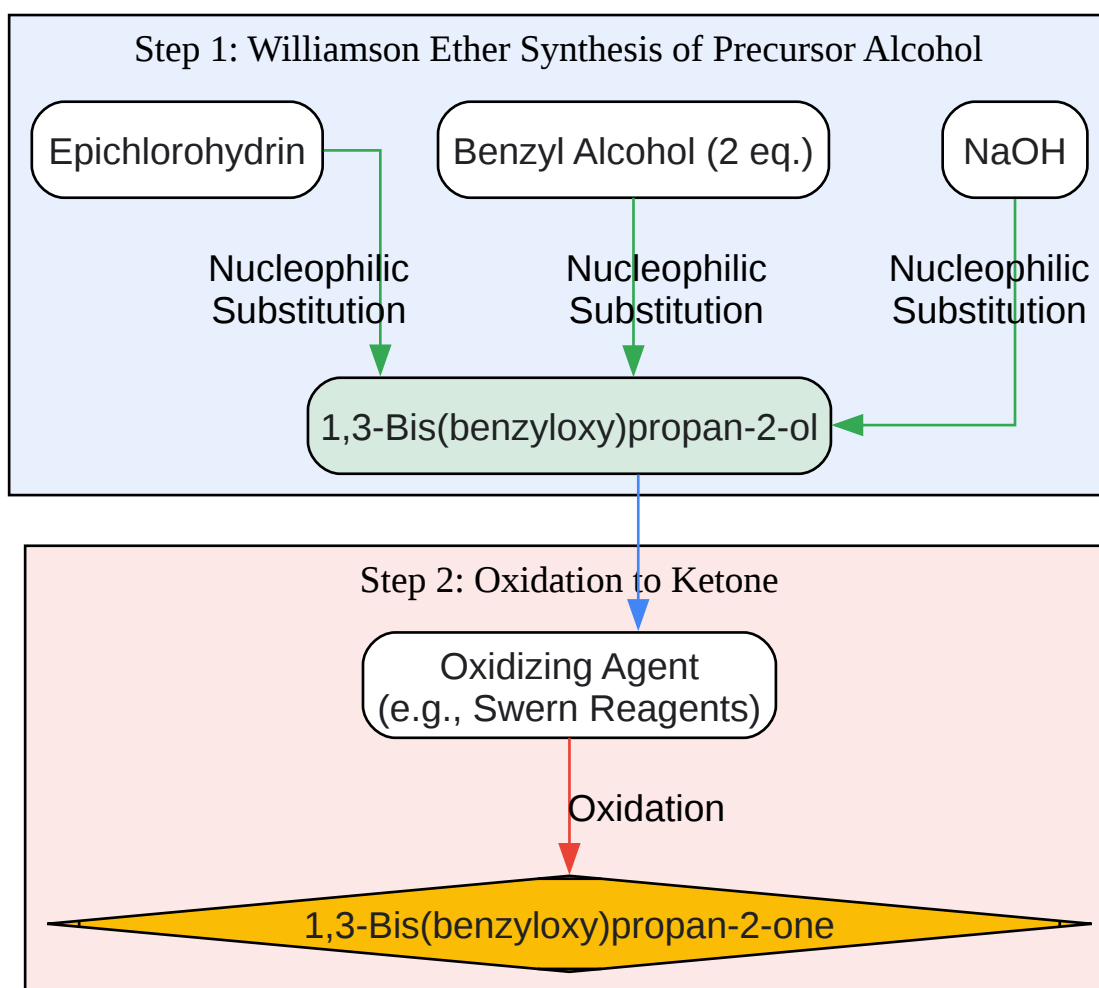 Step 1: Williamson Ether Synthesis of Precursor Alcohol
Epichlorohydrin
Benzyl Alcohol (2 eq.)
NaOH
Nucleophilic
Substitution
Nucleophilic
Substitution
Nucleophilic
Substitution
1,3-Bis(benzyloxy)propan-2-ol
Step 2: Oxidation to Ketone
Oxidizing Agent
(e.g., Swern Reagents)
Oxidation
1,3-Bis(benzyloxy)propan-2-one